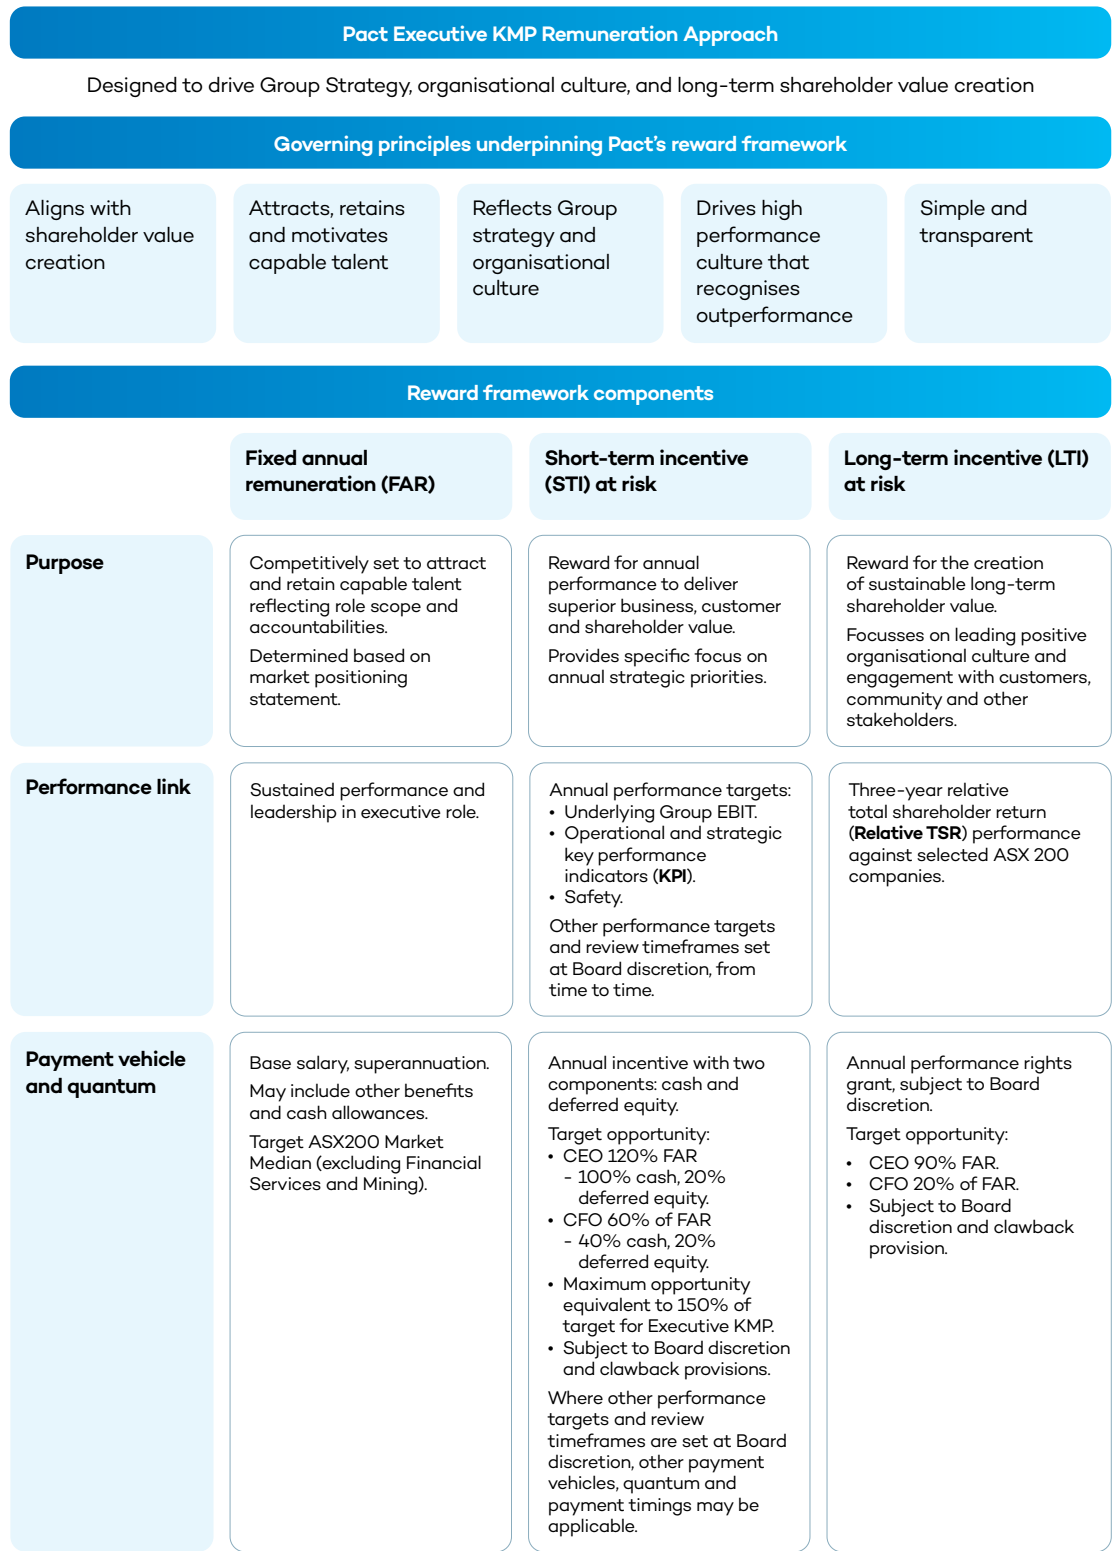 Pact Executive KMP Remuneration Approach
Designed to drive Group Strategy, organisational culture, and long-term shareholder value creation
Governing principles underpinning Pact's reward framework
Aligns with
shareholder value
creation
Attracts, retains
and motivates
capable talent
Reflects Group
strategy and
organisational
culture
Drives high
performance
culture that
recognises
outperformance
Simple and
transparent
Reward framework components
Fixed annual
remuneration (FAR)
Short-term incentive
(STI) at risk
Long-term incentive (LTI)
at risk
Purpose
Competitively set to attract
and retain capable talent
reflecting role scope and
accountabilities.
Determined based on
market positioning
statement.
Reward for annual
performance to deliver
superior business, customer
and shareholder value.
Provides specific focus on
annual strategic priorities.
Reward for the creation
of sustainable long-term
shareholder value.
Focusses on leading positive
organisational culture and
engagement with customers,
community and other
stakeholders.
Performance link
Sustained performance and
leadership in executive role.
Annual performance targets:
• Underlying Group EBIT.
• Operational and strategic
key performance
indicators (KPI).
• Safety.
Other performance targets
and review timeframes set
at Board discretion, from
time to time.
Three-year relative
total shareholder return
(Relative TSR) performance
against selected ASX 200
companies.
Payment vehicle
and quantum
Base salary, superannuation.
May include other benefits
and cash allowances.
Target ASX200 Market
Median (excluding Financial
Services and Mining).
Annual incentive with two
components: cash and
deferred equity.
Target opportunity:
• CEO 120% FAR
- 100% cash, 20%
deferred equity.
• CFO 60% of FAR
- 40% cash, 20%
deferred equity.
• Maximum opportunity
equivalent to 150% of
target for Executive KMP.
• Subject to Board discretion
and clawback provisions.
Where other performance
targets and review
timeframes are set at Board
discretion, other payment
vehicles, quantum and
payment timings may be
applicable.
Annual performance rights
grant, subject to Board
discretion.
Target opportunity:
• CEO 90% FAR.
• CFO 20% of FAR.
• Subject to Board
discretion and clawback
provision.